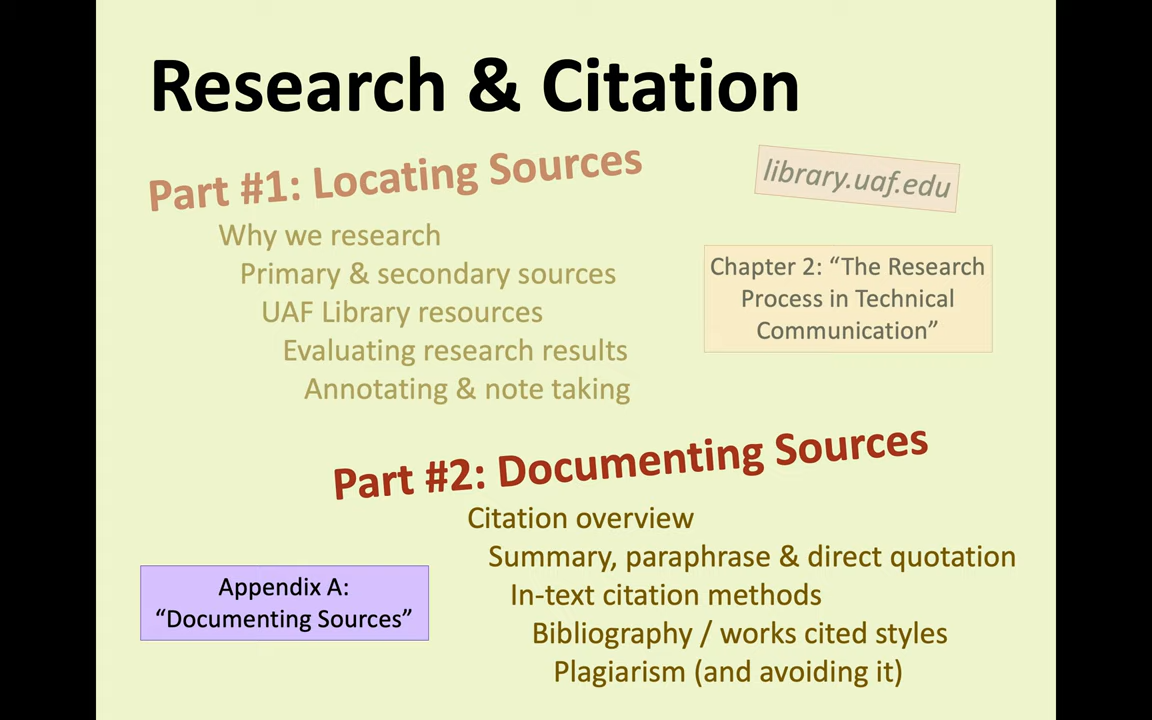 Research & Citation
Part #1: Locating Sources
library.uaf.edu
Why we research
Primary & secondary sources
UAF Library resources
Evaluating research results
Annotating & note taking
Chapter 2: “The Research
Process in Technical
Communication”
Part #2: Documenting Sources
Citation overview
Summary, paraphrase & direct quotation
In-text citation methods
Bibliography / works cited styles
Plagiarism (and avoiding it)
Appendix A:
“Documenting Sources”